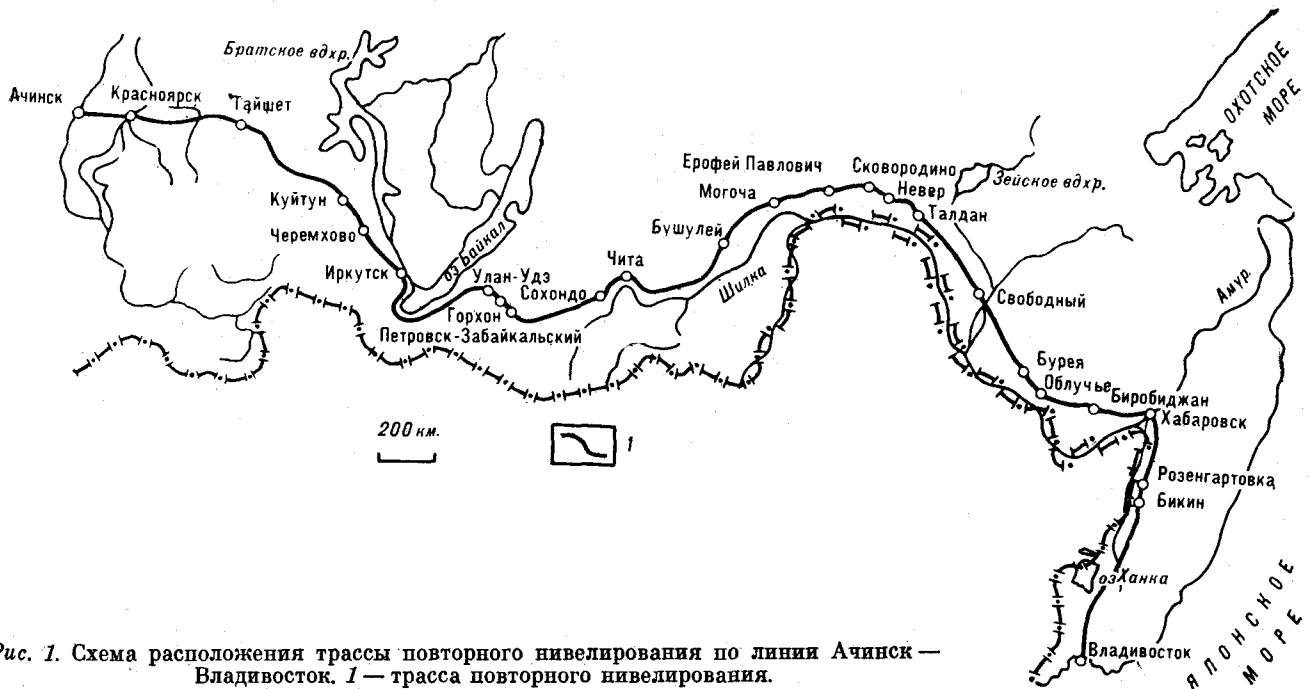 Братское вдхр.
Ачинск
Красноярск
Тайшет
Куйтун
Черемхово
Иркутск
оз Байкал
Улан-Удэ
Горхон
Петровск-Забайкальский
Сохондо
Чита
Шилка
Бушулей
Могоча
Ерофей Павлович
Сковородино
Невер
Талдан
Зейское вдхр.
ОХОТСКОЕ
МОРЕ
Свободный
Амур.
Бурея
Облучье
Биробиджан
Хабаровск
Розенгартовка
Бикин
оз Ханка
Владивосток
ЯПОНСКОЕ
МОРЕ
200 км.
1
Рис. 1. Схема расположения трассы повторного нивелирования по линии Ачинск —
Владивосток. 1 — трасса повторного нивелирования.